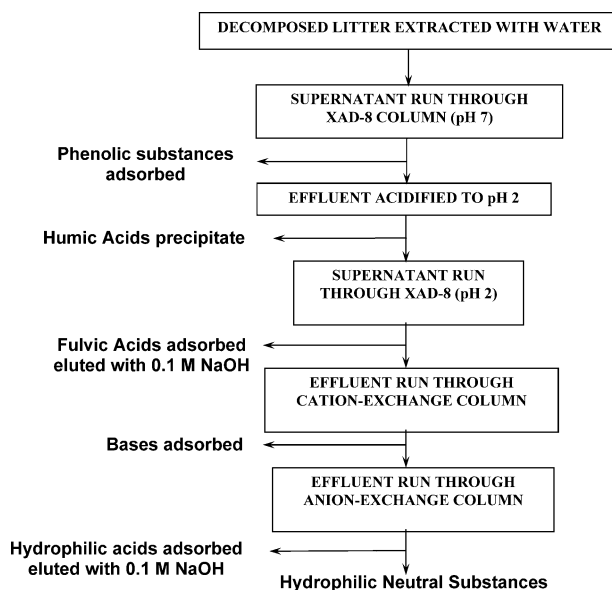 DECOMPOSED LITTER EXTRACTED WITH WATER
SUPERNATANT RUN THROUGH
XAD-8 COLUMN (pH 7)
Phenolic substances
adsorbed
EFFLUENT ACIDIFIED TO pH 2
Humic Acids precipitate
SUPERNATANT RUN
THROUGH XAD-8 (pH 2)
Fulvic Acids adsorbed
eluted with 0.1 M NaOH
EFFLUENT RUN THROUGH
CATION-EXCHANGE COLUMN
Bases adsorbed
EFFLUENT RUN THROUGH
ANION-EXCHANGE COLUMN
Hydrophilic acids adsorbed
eluted with 0.1 M NaOH
Hydrophilic Neutral Substances